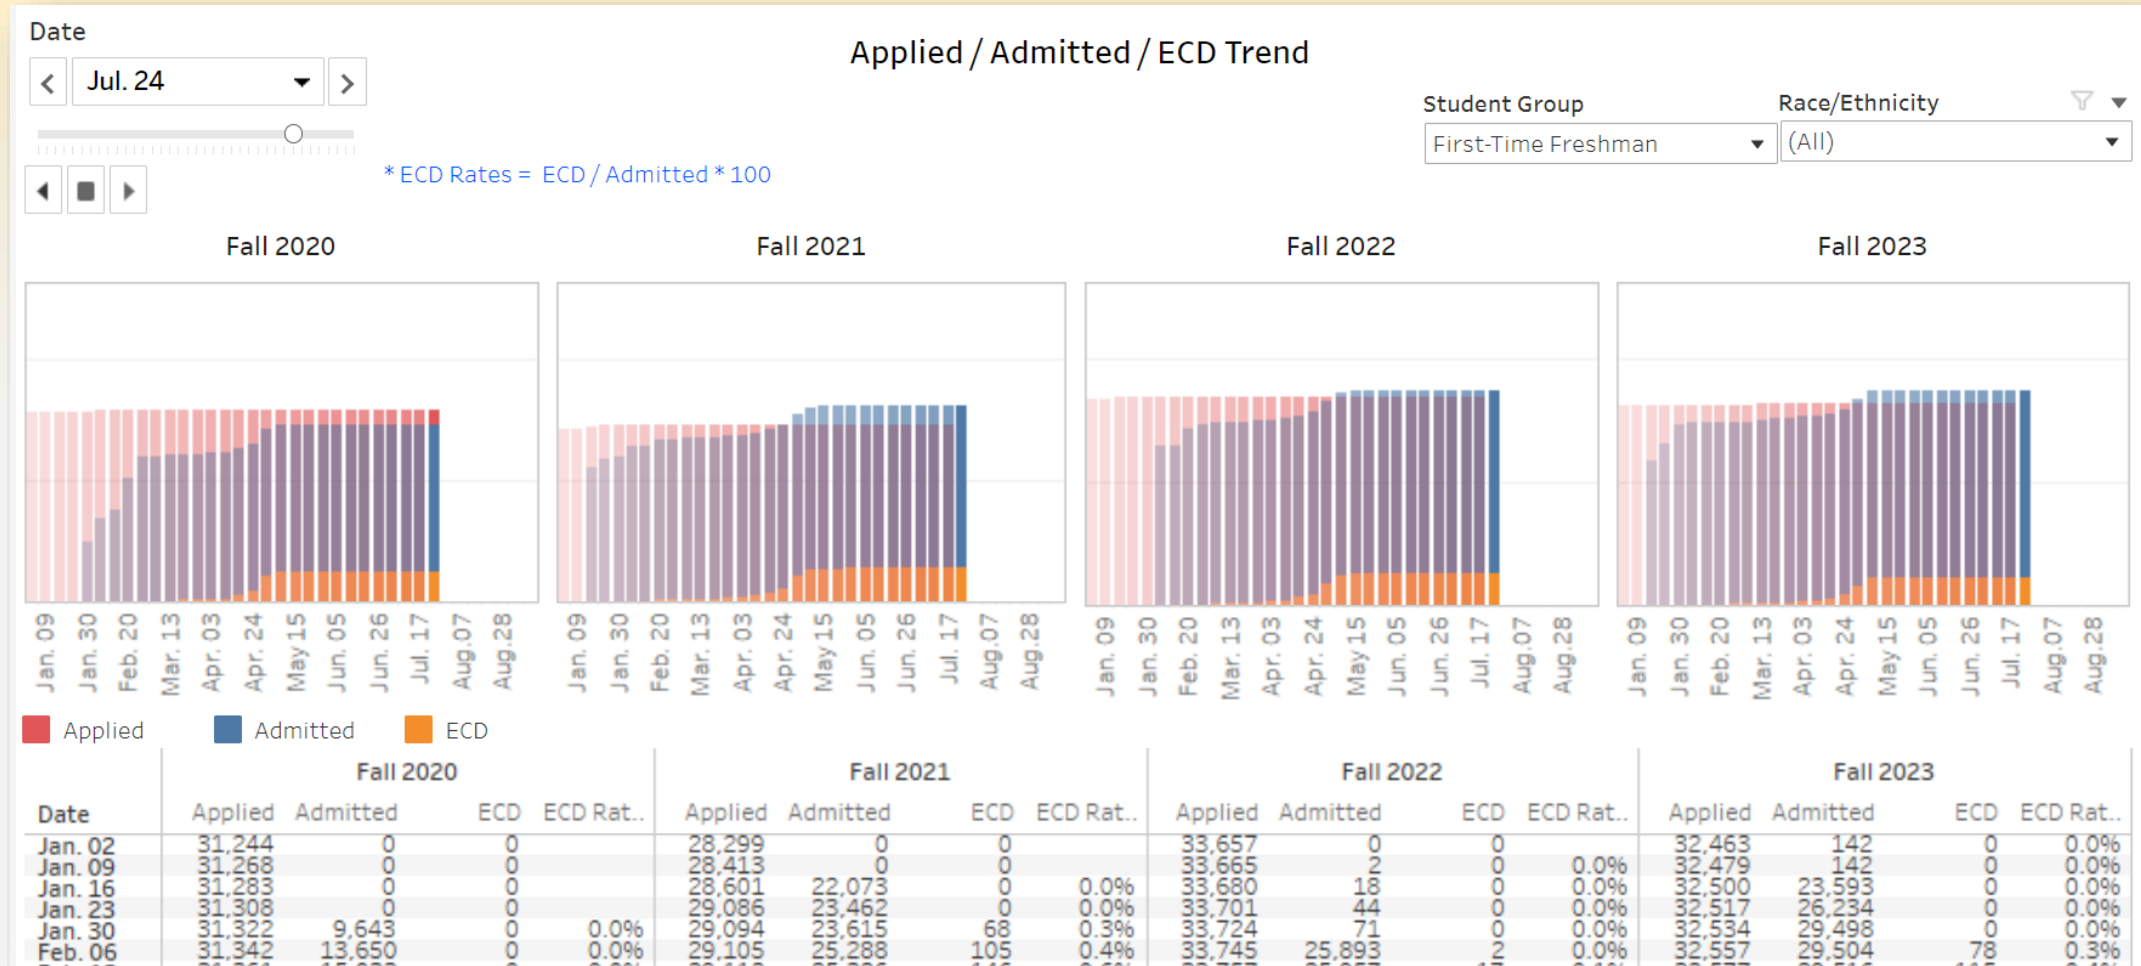 Date
Applied / Admitted / ECD Trend
Jul. 24
Student Group Race/Ethnicity
First-Time Freshman (All)
* ECD Rates = ECD / Admitted * 100
Fall 2020 Fall 2021 Fall 2022 Fall 2023
Jan. 09 Jan. 30 Feb. 20 Mar. 13 Apr. 03 Apr. 24 May 15 Jun. 05 Jun. 26 Jul. 17 Aug.07 Aug.28 Jan. 09 Jan. 30 Feb. 20 Mar. 13 Apr. 03 Apr. 24 May 15 Jun. 05 Jun. 26 Jul. 17 Aug.07 Aug.28 Jan. 09 Jan. 30 Feb. 20 Mar. 13 Apr. 03 Apr. 24 May 15 Jun. 05 Jun. 26 Jul. 17 Aug.07 Aug.28 Jan. 09 Jan. 30 Feb. 20 Mar. 13 Apr. 03 Apr. 24 May 15 Jun. 05 Jun. 26 Jul. 17 Aug.07 Aug.28
Applied Admitted ECD
Fall 2020 Fall 2021 Fall 2022 Fall 2023
Date Applied Admitted ECD ECD Rat.. Applied Admitted ECD ECD Rat.. Applied Admitted ECD ECD Rat.. Applied Admitted ECD ECD Rat..
Jan. 02 31,244 0 0 28,299 0 0 33,657 0 0 32,463 142 0 0.0%
Jan. 09 31,268 0 0 28,413 0 0 33,665 2 0 0.0% 32,479 142 0 0.0%
Jan. 16 31,283 0 0 28,601 22,073 0 0.0% 33,680 18 0 0.0% 32,500 23,593 0 0.0%
Jan. 23 31,308 0 0 29,086 23,462 0 0.0% 33,701 44 0 0.0% 32,517 26,234 0 0.0%
Jan. 30 31,322 9,643 0 0.0% 29,094 23,615 68 0.3% 33,724 71 0 0.0% 32,534 29,498 0 0.0%
Feb. 06 31,342 13,650 0 0.0% 29,105 25,288 105 0.4% 33,745 25,893 2 0.0% 32,557 29,504 78 0.3%